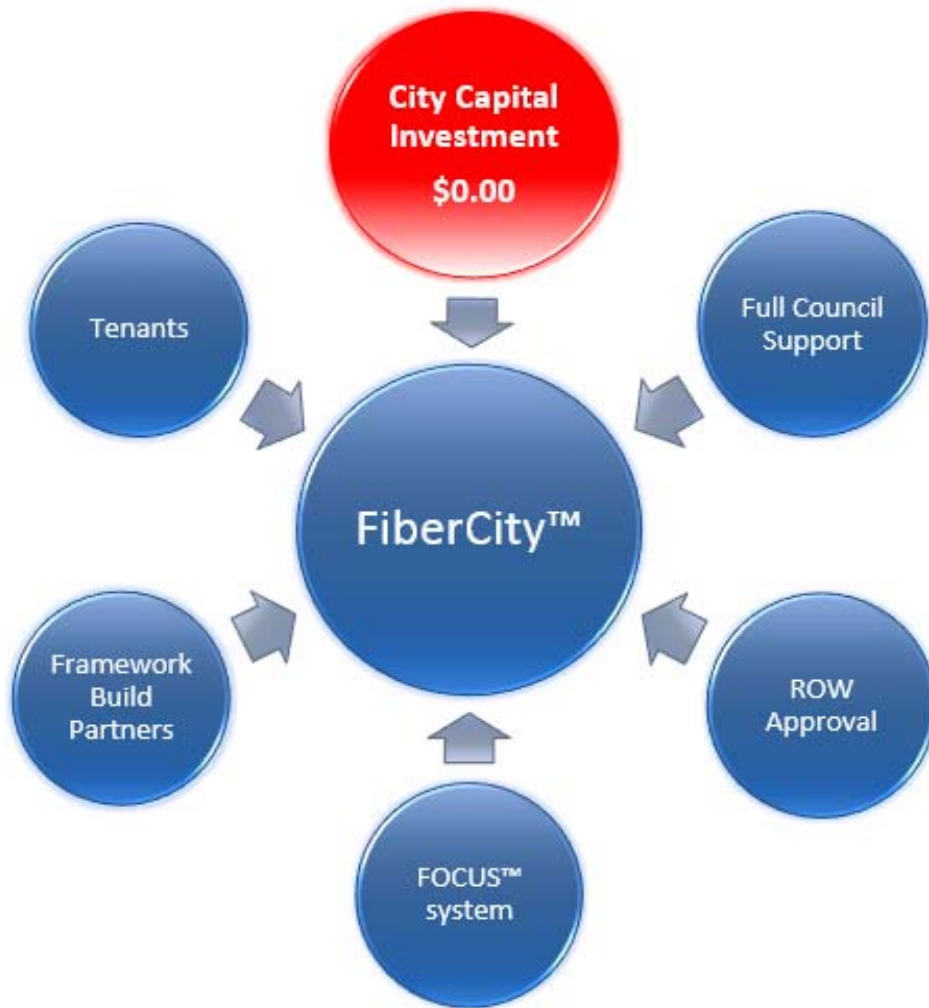 City Capital
Investment
$0.00
Tenants
Full Council
Support
FiberCity™
Framework
Build
Partners
ROW
Approval
FOCUS™
system